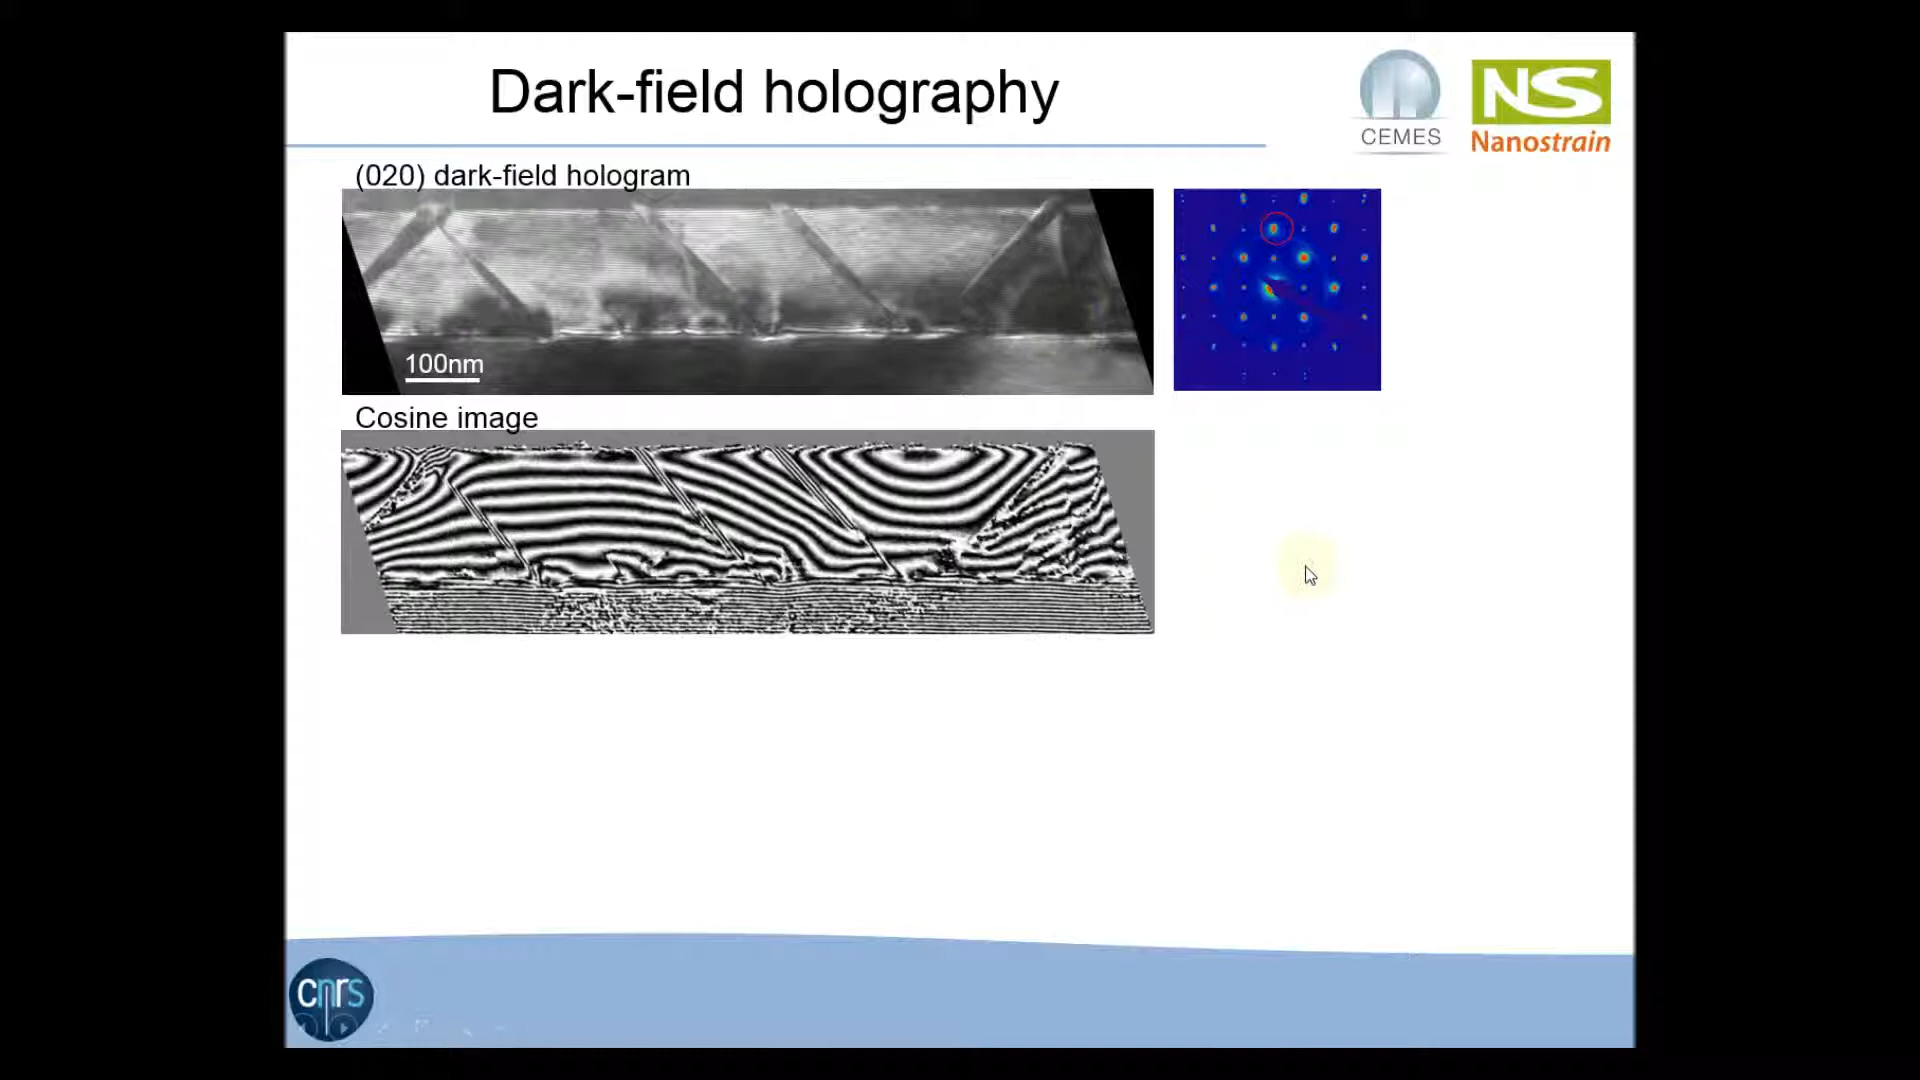 Dark-field holography
CEMES
NS
Nanostrain
(020) dark-field hologram
100nm
Cosine image
cnrs